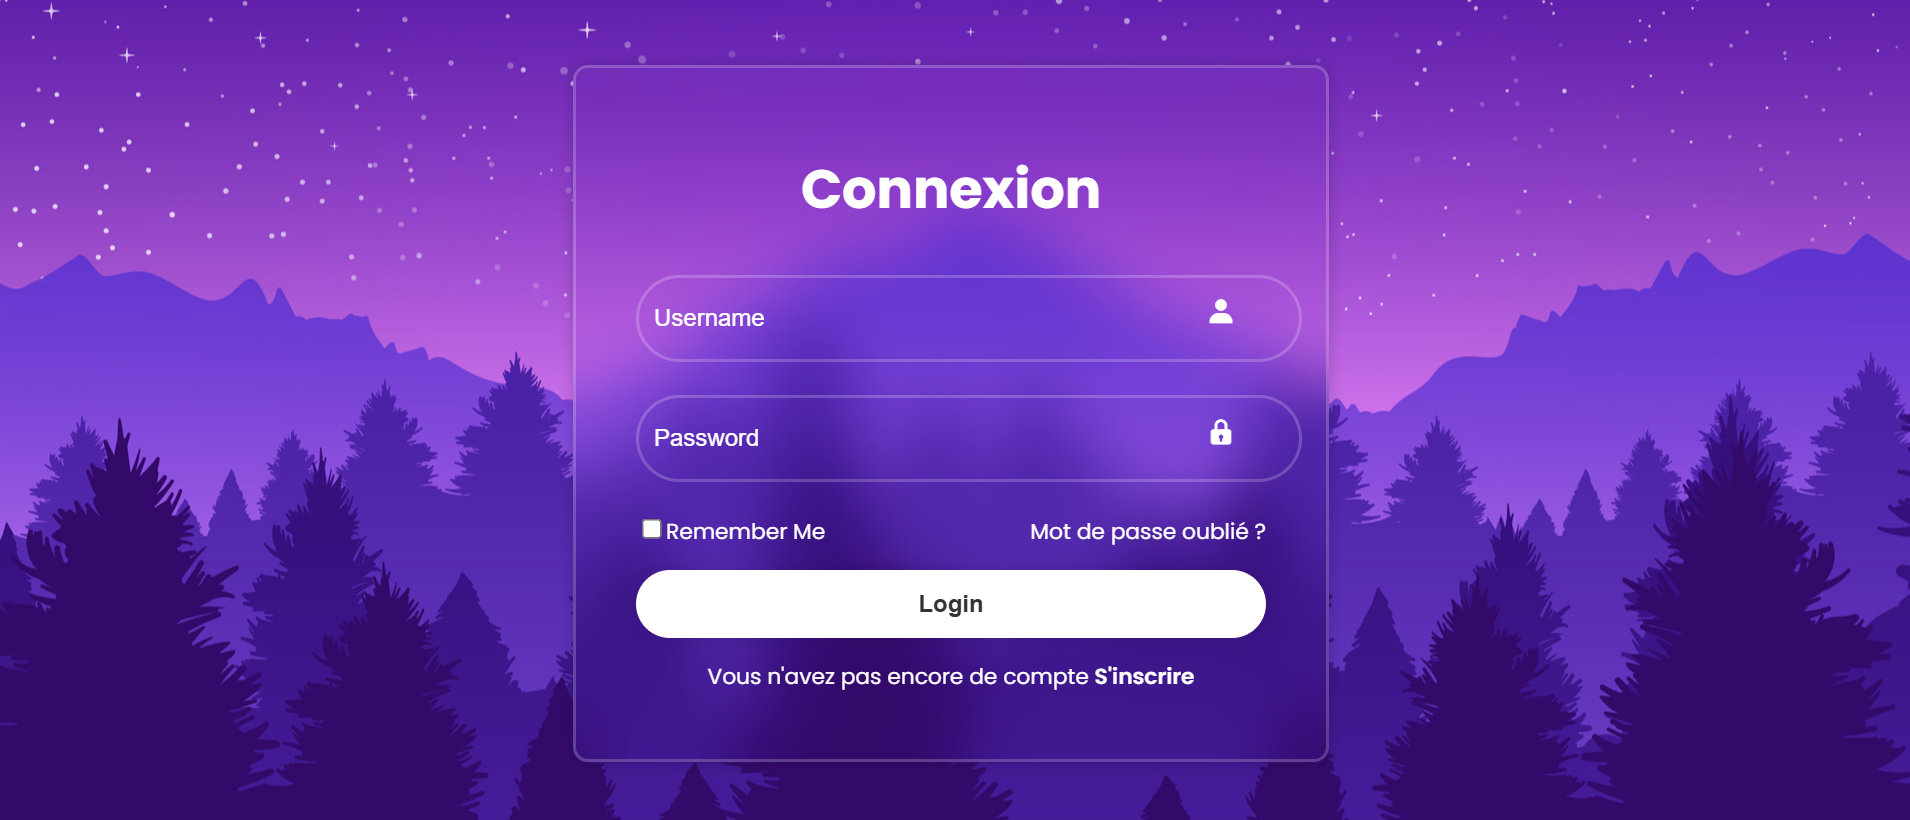 Connexion
Username
Password
Remember Me Mot de passe oublié ?
Login
Vous n'avez pas encore de compte S'inscrire